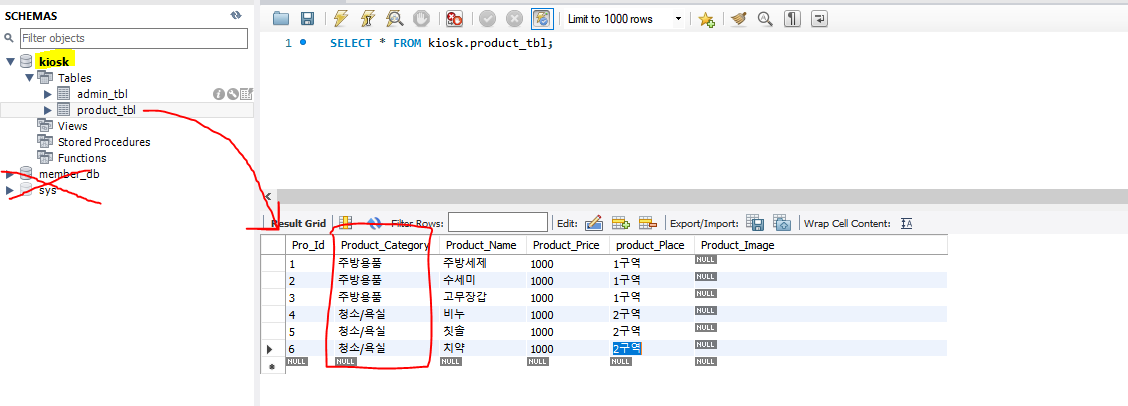 SCHEMAS
Filter objects
kiosk
Tables
admin_tbl
product_tbl
Views
Stored Procedures
Functions
member_db
sys
Limit to 1000 rows
1 SELECT * FROM kiosk.product_tbl;
Result Grid Filter Rows: Edit: Export/Import: Wrap Cell Content:
Pro_Id Product_Category Product_Name Product_Price product_Place Product_Image
1 주방용품 주방세제 1000 1구역 NULL
2 주방용품 수세미 1000 1구역 NULL
3 주방용품 고무장갑 1000 1구역 NULL
4 청소/욕실 비누 1000 2구역 NULL
5 청소/욕실 칫솔 1000 2구역 NULL
6 청소/욕실 치약 1000 2구역 NULL
NULL NULL NULL NULL NULL NULL